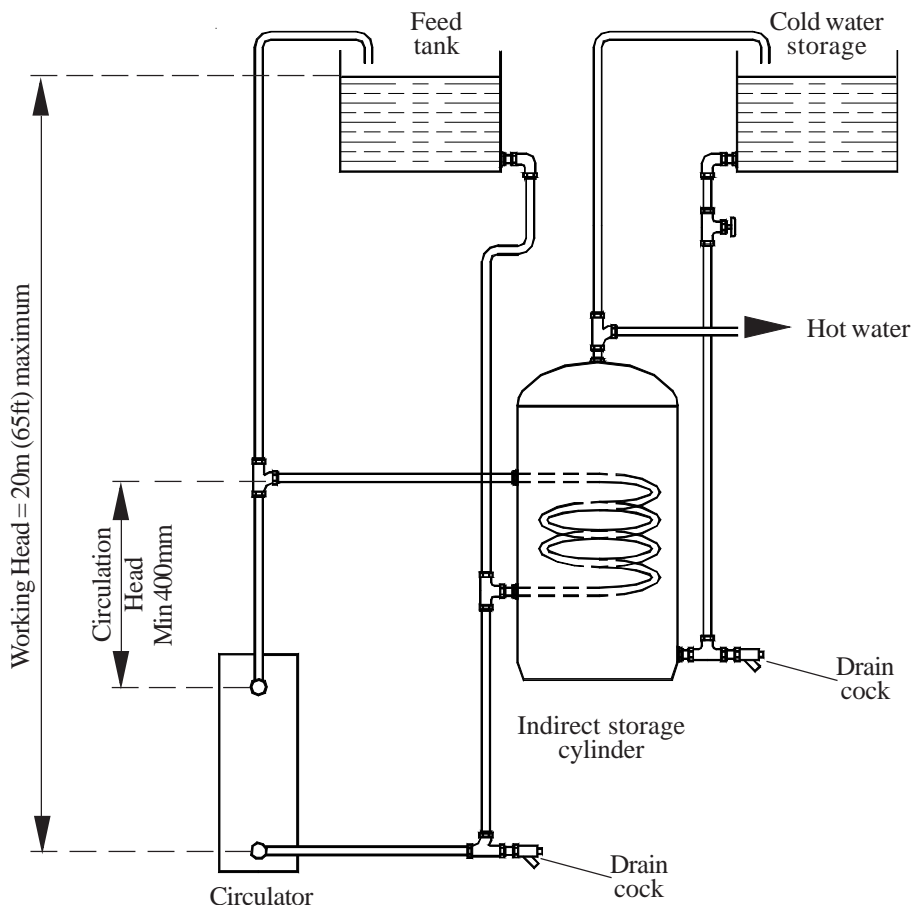 Feed
tank
Cold water
storage
Working Head = 20m (65ft) maximum
Hot water
Circulation
Head
Min 400mm
Drain
cock
Indirect storage
cylinder
Drain
cock
Circulator